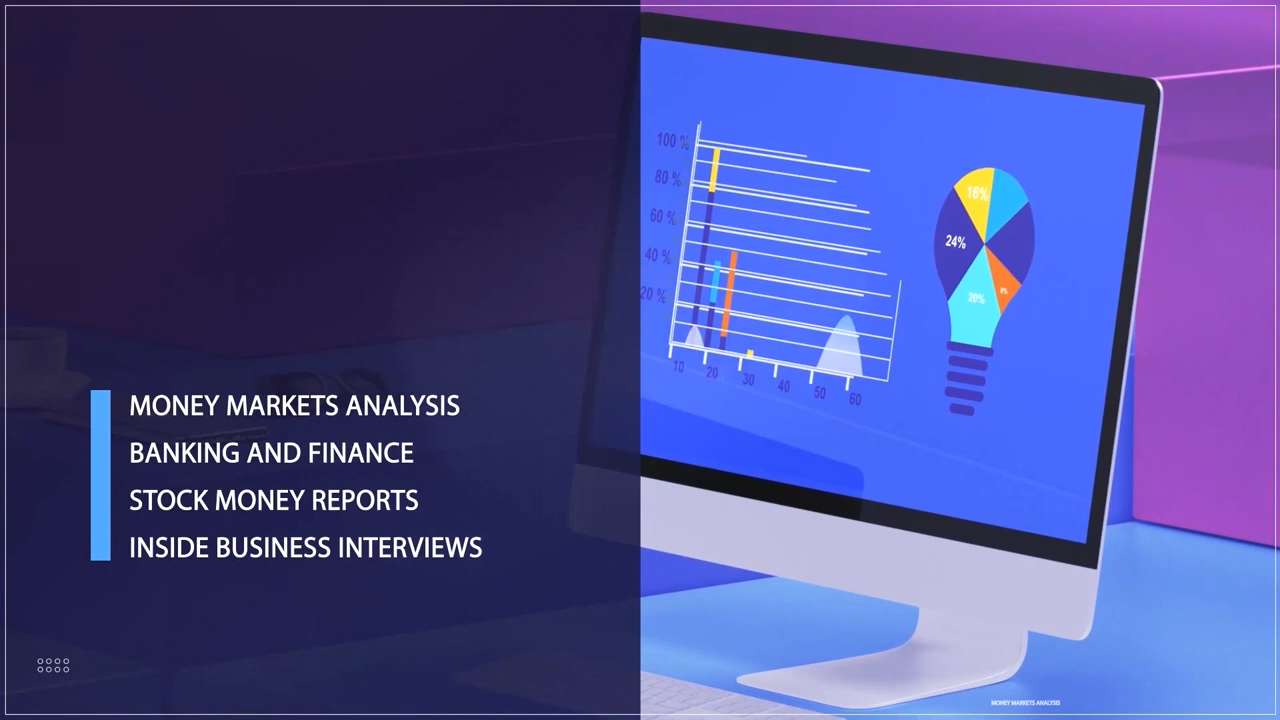 MONEY MARKETS ANALYSIS
BANKING AND FINANCE
STOCK MONEY REPORTS
INSIDE BUSINESS INTERVIEWS
100 %
80 %
60 %
40 %
20 %
10 20 30 40 50 60
16%
24%
20%
8%
MONEY MARKETS ANALYSIS